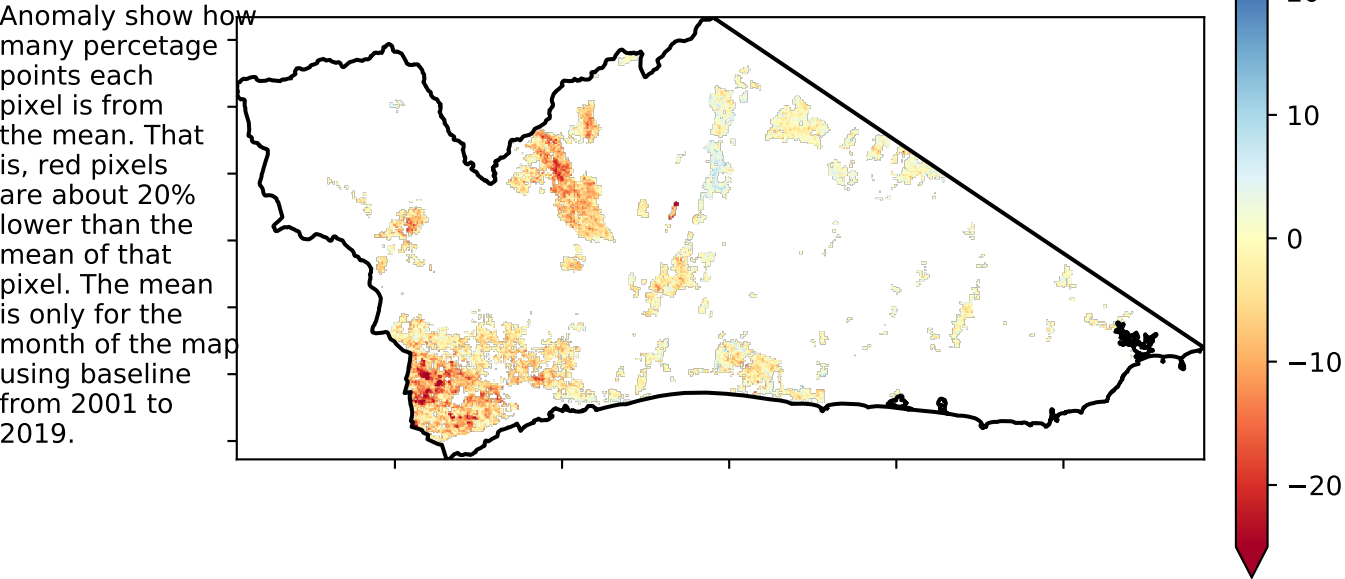 Anomaly show how
many percetage
points each
pixel is from
the mean. That
is, red pixels
are about 20%
lower than the
mean of that
pixel. The mean
is only for the
month of the map
using baseline
from 2001 to
2019.
10
0
−10
−20